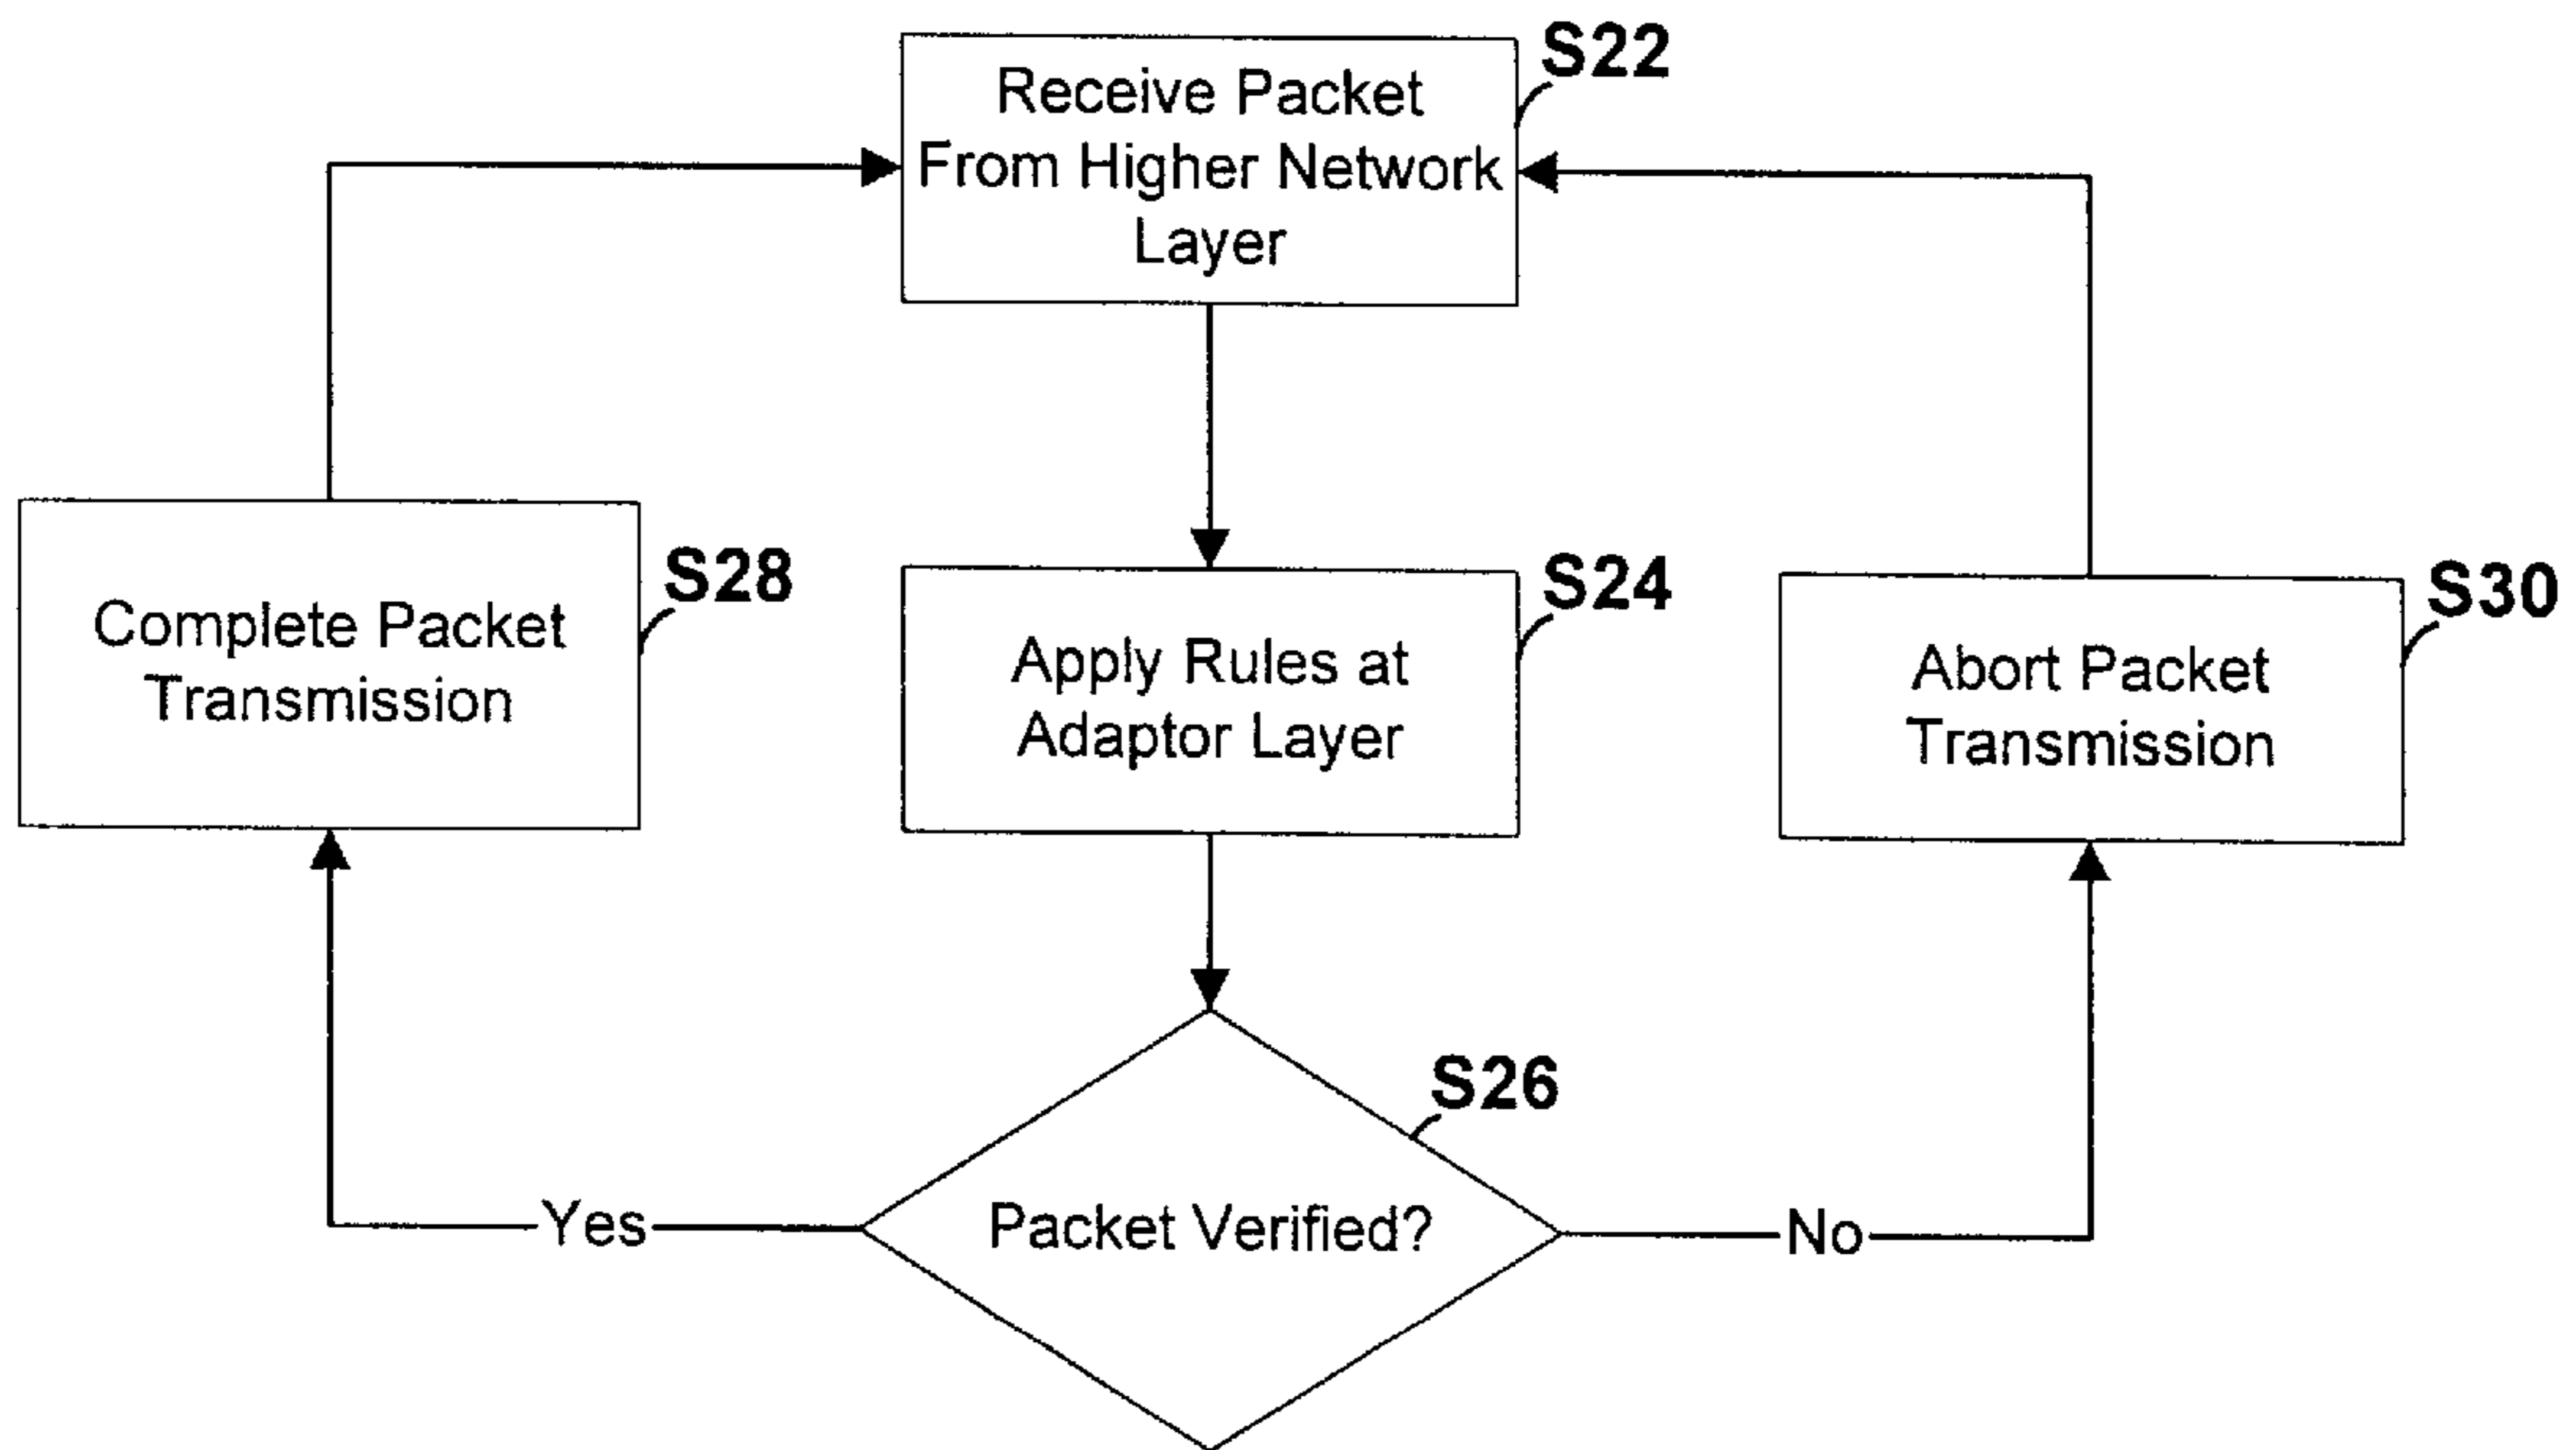 S22
Receive Packet
From Higher Network
Layer
S28
Complete Packet
Transmission
S24
Apply Rules at
Adaptor Layer
S30
Abort Packet
Transmission
S26
Packet Verified?
Yes
No